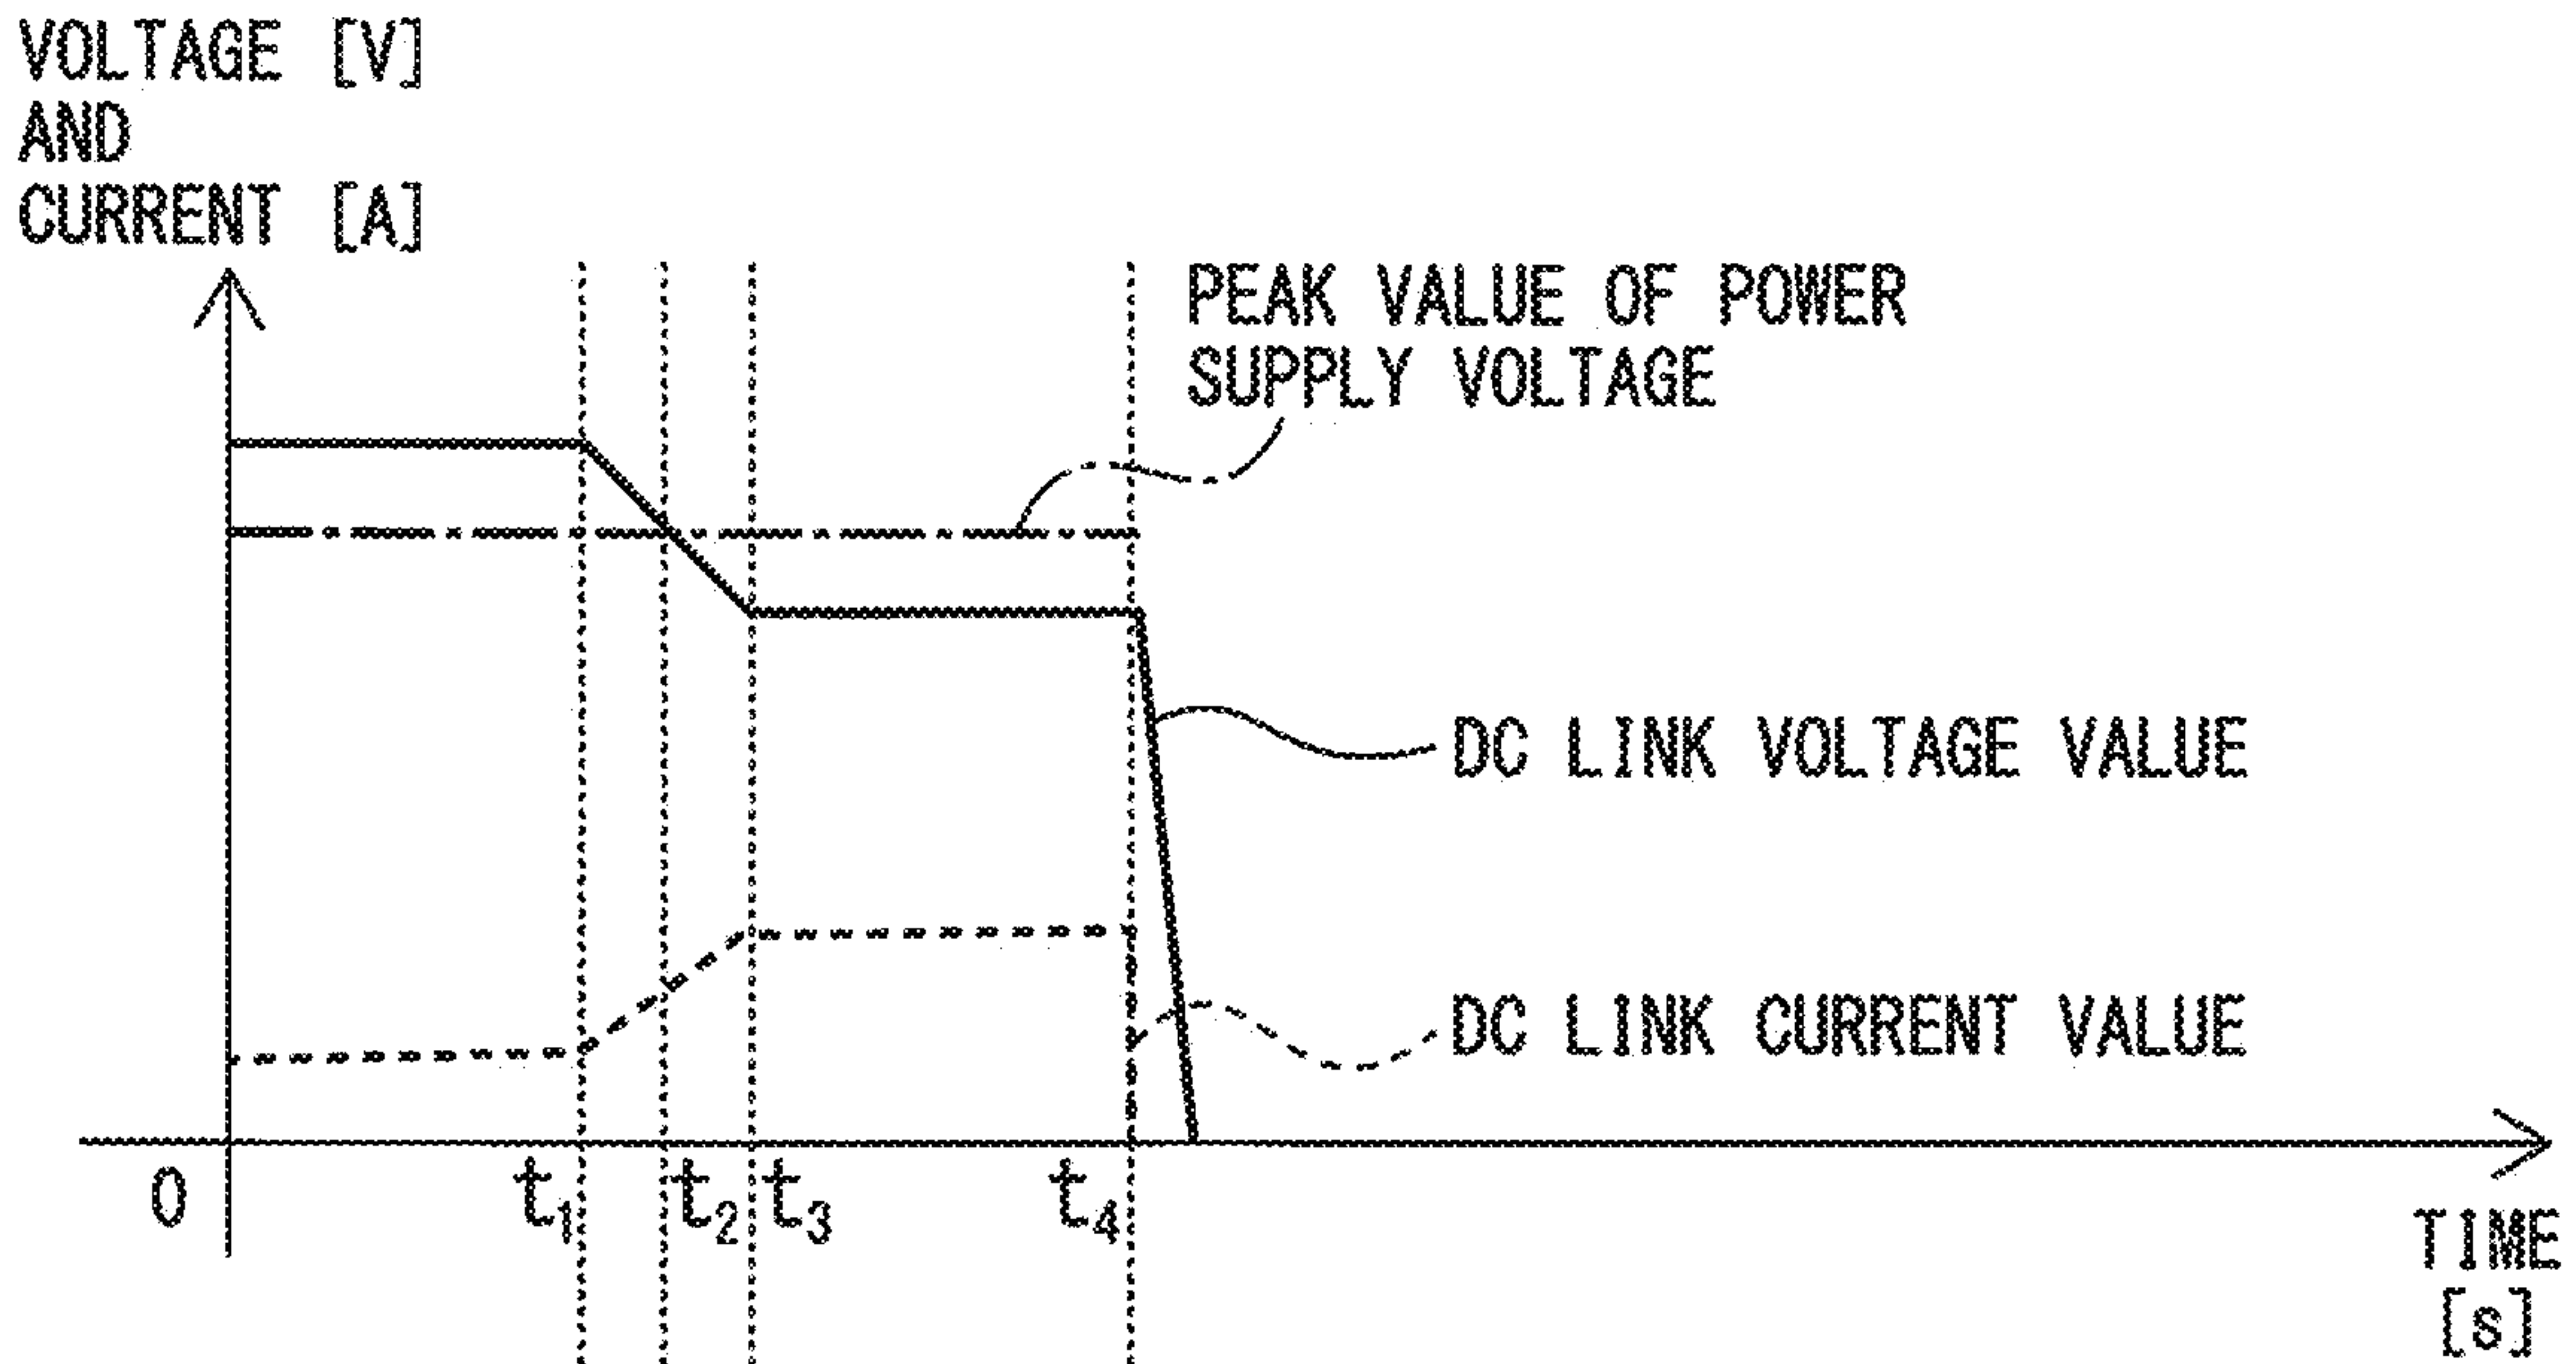 VOLTAGE [V]
AND
CURRENT [A]
PEAK VALUE OF POWER
SUPPLY VOLTAGE
DC LINK VOLTAGE VALUE
DC LINK CURRENT VALUE
0 t₁ t₂ t₃ t₄
TIME
[s]